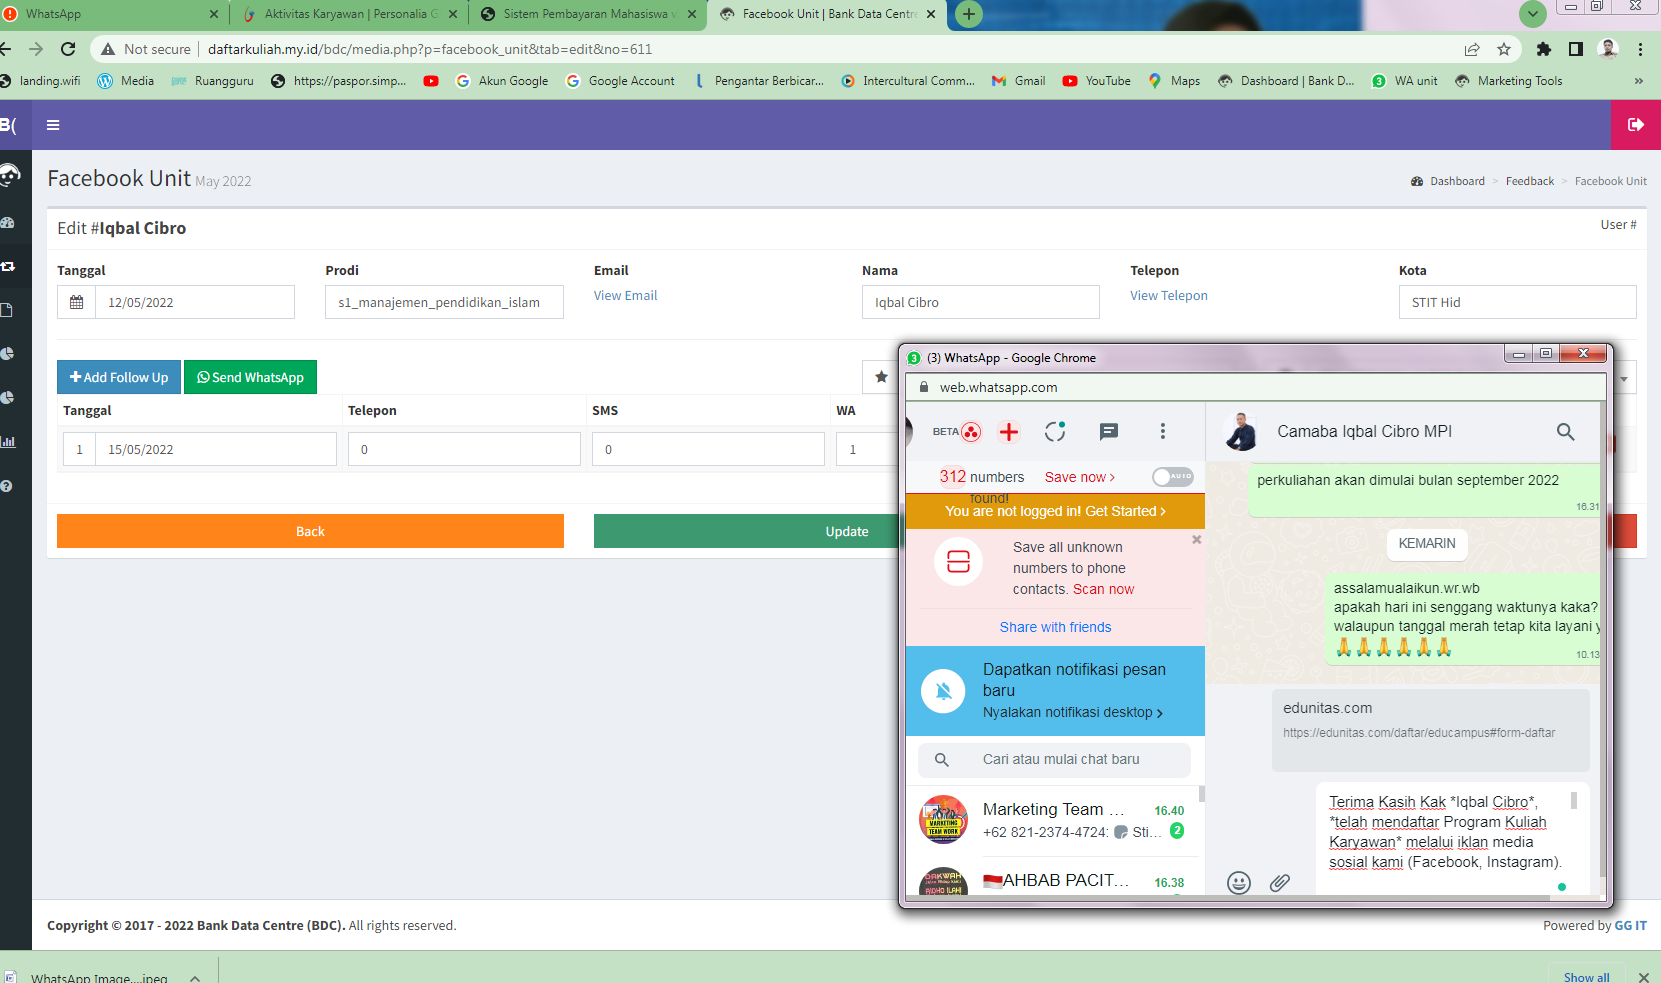 WhatsApp
Aktivitas Karyawan | Personalia G
Sistem Pembayaran Mahasiswa v
Facebook Unit | Bank Data Centre
Not secure | daftarkuliah.my.id/bdc/media.php?p=facebook_unit&tab=edit&no=611
landing.wifi
Media
Ruangguru
https://paspor.simp...
Akun Google
Google Account
Pengantar Berbicar...
Intercultural Comm...
Gmail
YouTube
Maps
Dashboard | Bank D...
WA unit
Marketing Tools
»
B(
Facebook Unit May 2022
Dashboard > Feedback > Facebook Unit
Edit #Iqbal Cibro
User #
Tanggal
Prodi
Email
Nama
Telepon
Kota
12/05/2022
s1_manajemen_pendidikan_islam
View Email
Iqbal Cibro
View Telepon
STIT Hid
Add Follow Up
Send WhatsApp
Tanggal
Telepon
SMS
WA
1
15/05/2022
0
0
1
Back
Update
(3) WhatsApp - Google Chrome
web.whatsapp.com
BETA
Camaba Iqbal Cibro MPI
312 numbers
found!
Save now >
AUTO
You are not logged in! Get Started >
Save all unknown
numbers to phone
contacts. Scan now
Share with friends
Dapatkan notifikasi pesan
baru
Nyalakan notifikasi desktop >
Cari atau mulai chat baru
MARKETING
TEAM WORK
Marketing Team ...
16.40
+62 821-2374-4724: Sti...
2
DAKWAH
RIDHO ILAHI
AHBAB PACIT...
16.38
perkuliahan akan dimulai bulan september 2022
16.31
KEMARIN
assalamualaikun.wr.wb
apakah hari ini senggang waktunya kaka?
walaupun tanggal merah tetap kita layani y
🙏🙏🙏🙏🙏🙏
10.13
edunitas.com
https://edunitas.com/daftar/educampus#form-daftar
Terima Kasih Kak *Iqbal Cibro*,
*telah mendaftar Program Kuliah
Karyawan* melalui iklan media
sosial kami (Facebook, Instagram).
Copyright © 2017 - 2022 Bank Data Centre (BDC). All rights reserved.
Powered by GG IT
WhatsApp Image....jpeg
Show all